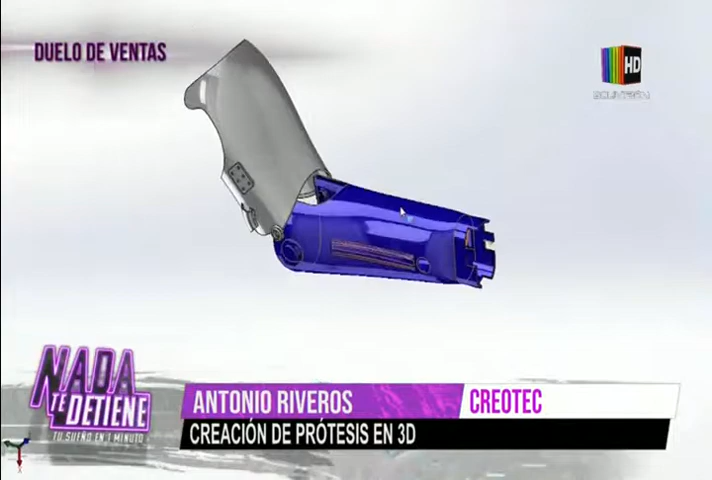 DUELO DE VENTAS
HD
BOLIVISIÓN
NADA
TE
DETIENE
TU SUEÑO EN 1 MINUTO
ANTONIO RIVEROS
CREOTEC
CREACIÓN DE PRÓTESIS EN 3D